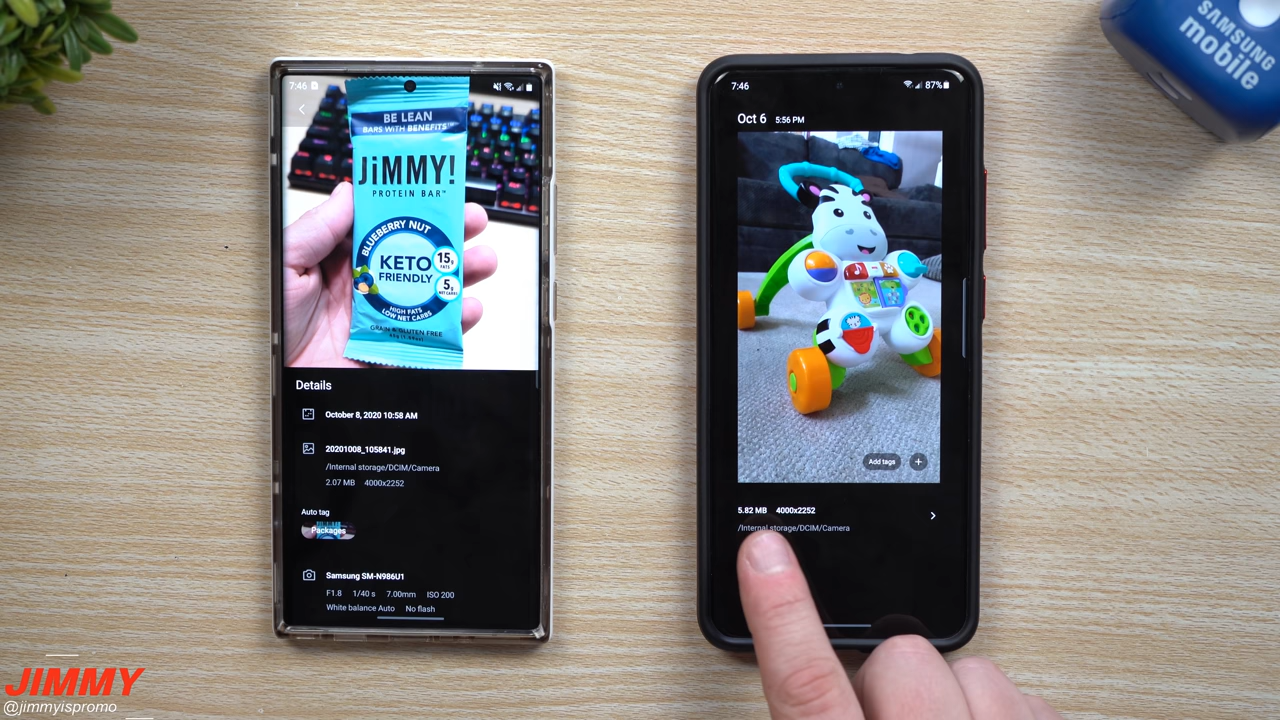 SAMSUNG
mobile
7:46
BE LEAN
BARS WITH BENEFITS™
JiMMY!
PROTEIN BAR™
BLUEBERRY NUT
KETO
FRIENDLY
15g
FATS
5g
NET CARBS
HIGH FATS
LOW NET CARBS
GRAIN & GLUTEN FREE
Details
October 8, 2020 10:58 AM
20201008_105841.jpg
/Internal storage/DCIM/Camera
2.07 MB 4000x2252
Auto tag
Packages
Samsung SM-N986U1
F1.8 1/40 s 7.00mm ISO 200
White balance Auto No flash
7:46 87%
Oct 6 5:56 PM
Add tags +
5.82 MB 4000x2252
/Internal storage/DCIM/Camera
JIMMY
@jimmyispromo